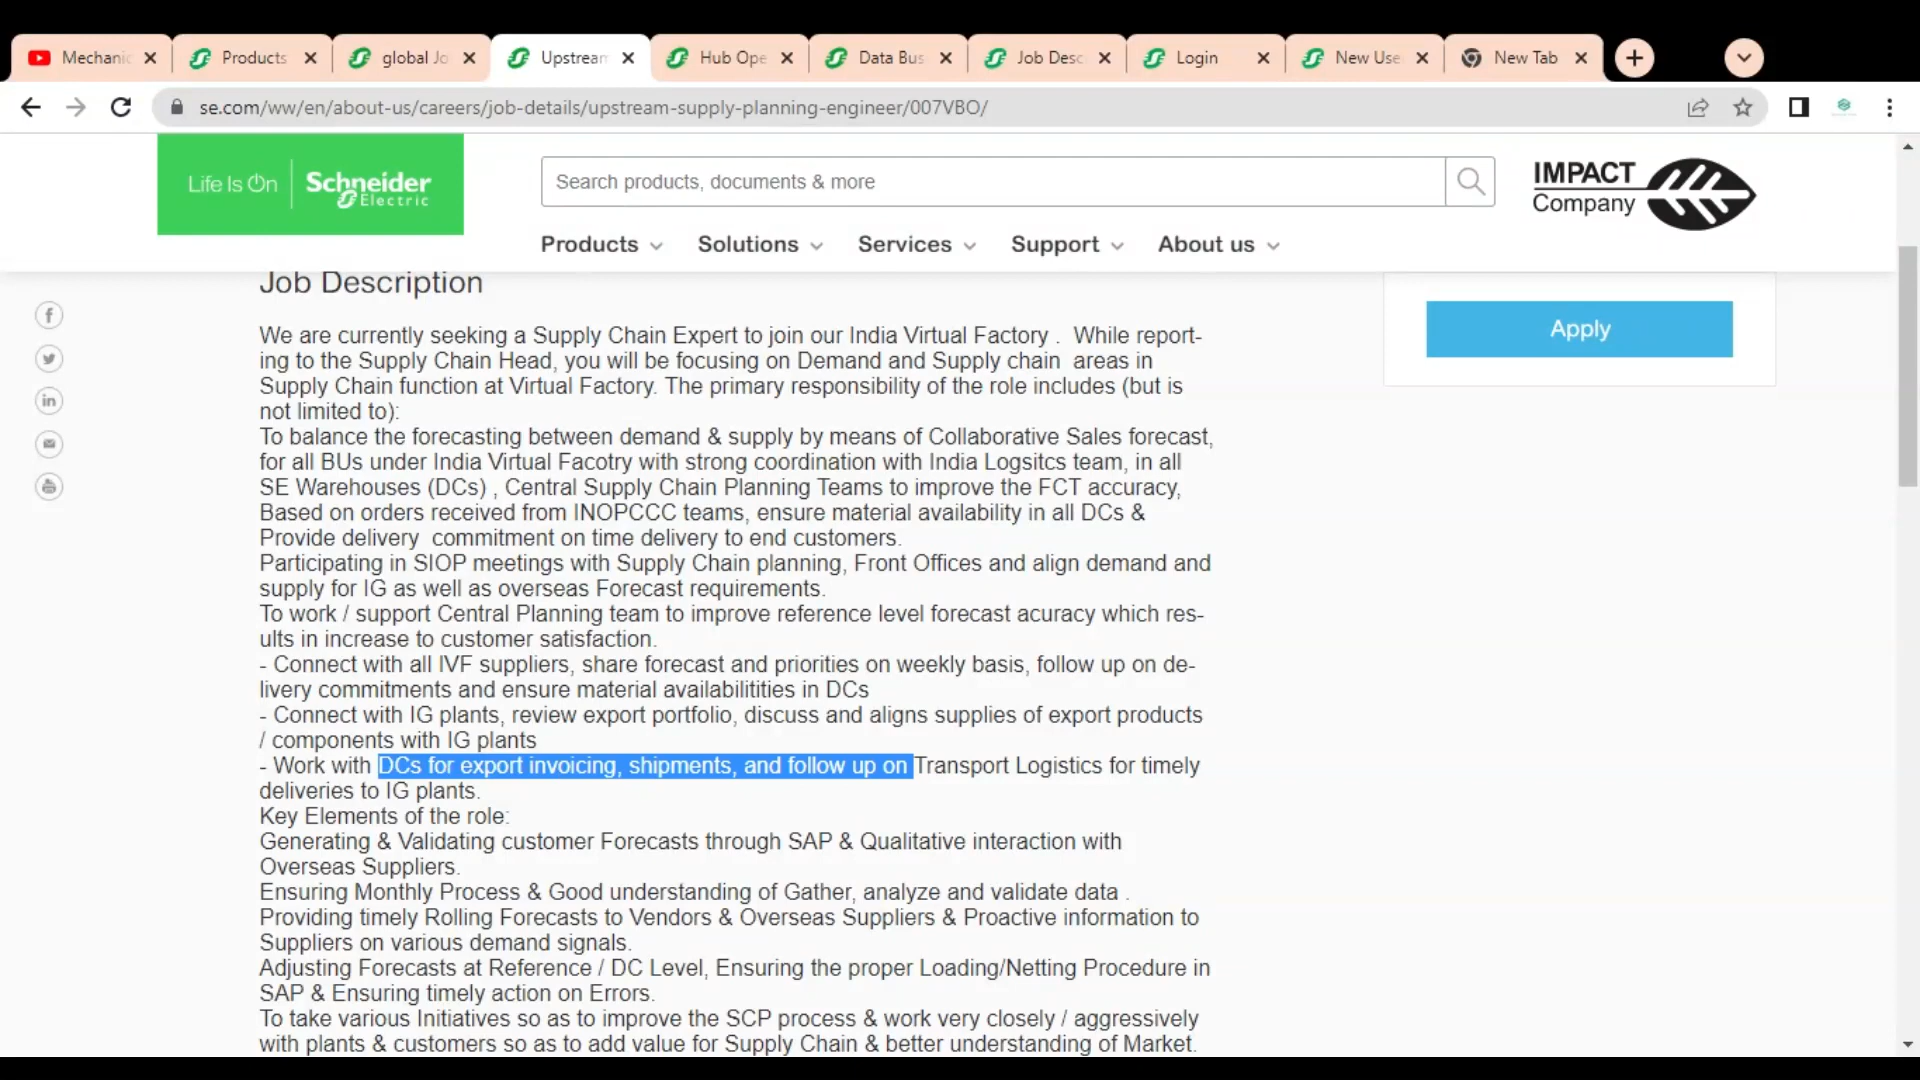 Mechanic
Products
global Jo
Upstream
Hub Ope
Data Bus
Job Desc
Login
New Use
New Tab
se.com/ww/en/about-us/careers/job-details/upstream-supply-planning-engineer/007VBO/
Life Is On | Schneider Electric
Search products, documents & more
IMPACT
Company
Products
Solutions
Services
Support
About us
Job Description
Apply
We are currently seeking a Supply Chain Expert to join our India Virtual Factory .  While report-
ing to the Supply Chain Head, you will be focusing on Demand and Supply chain  areas in
Supply Chain function at Virtual Factory. The primary responsibility of the role includes (but is
not limited to):
To balance the forecasting between demand & supply by means of Collaborative Sales forecast,
for all BUs under India Virtual Facotry with strong coordination with India Logsitcs team, in all
SE Warehouses (DCs) , Central Supply Chain Planning Teams to improve the FCT accuracy,
Based on orders received from INOPCCC teams, ensure material availability in all DCs &
Provide delivery  commitment on time delivery to end customers.
Participating in SIOP meetings with Supply Chain planning, Front Offices and align demand and
supply for IG as well as overseas Forecast requirements.
To work / support Central Planning team to improve reference level forecast acuracy which res-
ults in increase to customer satisfaction.
- Connect with all IVF suppliers, share forecast and priorities on weekly basis, follow up on de-
livery commitments and ensure material availabilitities in DCs
- Connect with IG plants, review export portfolio, discuss and aligns supplies of export products
/ components with IG plants
- Work with DCs for export invoicing, shipments, and follow up on Transport Logistics for timely
deliveries to IG plants.
Key Elements of the role:
Generating & Validating customer Forecasts through SAP & Qualitative interaction with
Overseas Suppliers.
Ensuring Monthly Process & Good understanding of Gather, analyze and validate data .
Providing timely Rolling Forecasts to Vendors & Overseas Suppliers & Proactive information to
Suppliers on various demand signals.
Adjusting Forecasts at Reference / DC Level, Ensuring the proper Loading/Netting Procedure in
SAP & Ensuring timely action on Errors.
To take various Initiatives so as to improve the SCP process & work very closely / aggressively
with plants & customers so as to add value for Supply Chain & better understanding of Market.